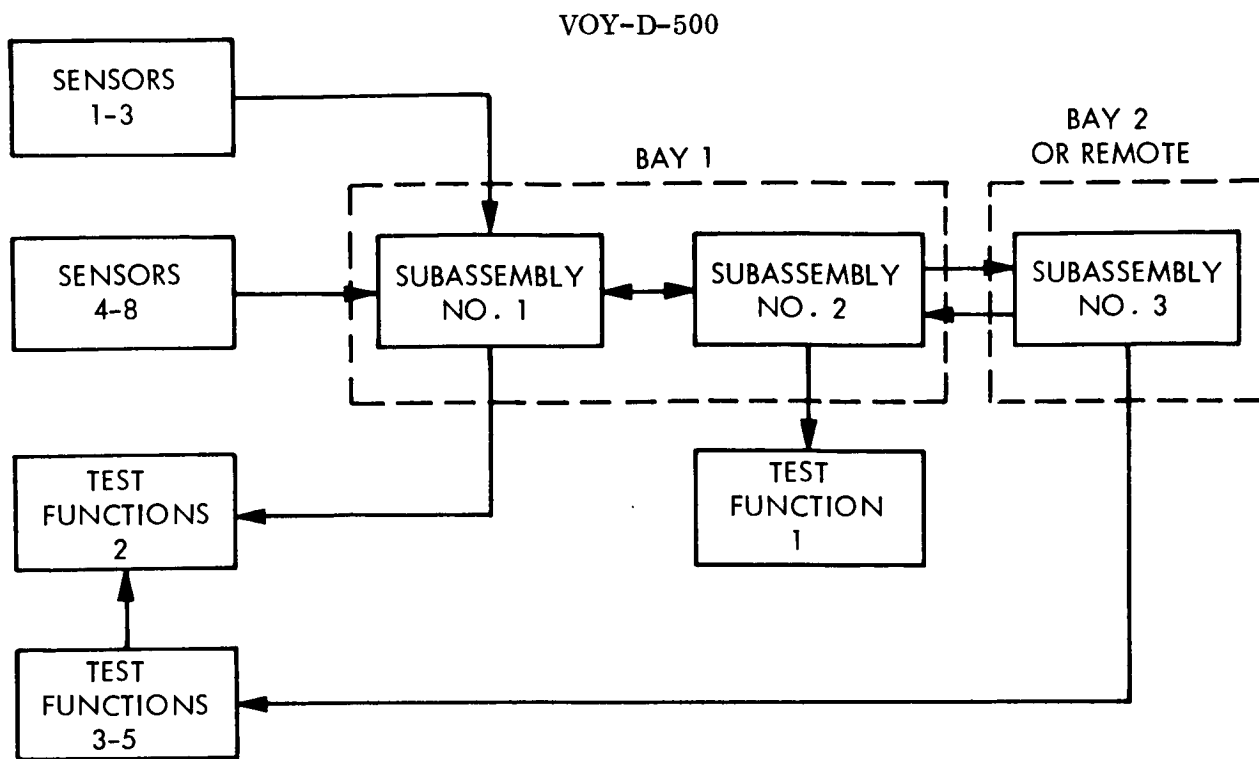 VOY-D-500
SENSORS
1-3
BAY 1
BAY 2
OR REMOTE
SENSORS
4-8
SUBASSEMBLY
NO. 1
SUBASSEMBLY
NO. 2
SUBASSEMBLY
NO. 3
TEST
FUNCTIONS
2
TEST
FUNCTION
1
TEST
FUNCTIONS
3-5